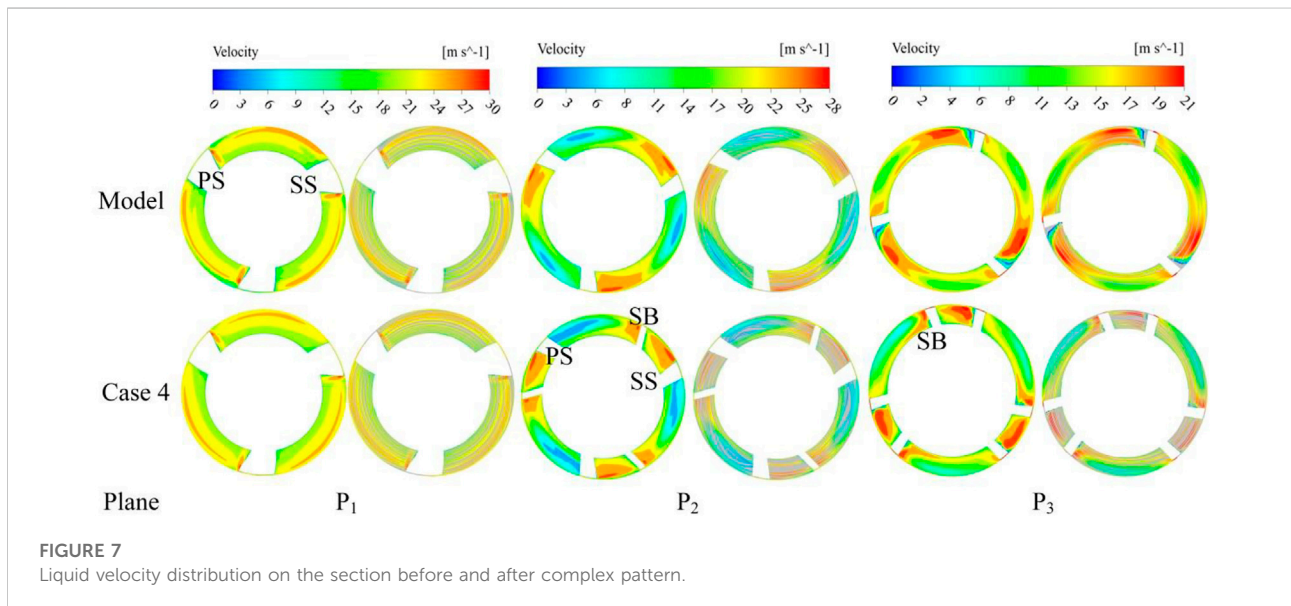 Velocity [m s^-1] Velocity [m s^-1] Velocity [m s^-1]
0 3 6 9 12 15 18 21 24 27 30 0 3 6 8 11 14 17 20 22 25 28 0 2 4 6 8 11 13 15 17 19 21
PS SS
Model
SB
PS SB
SS
Case 4
Plane P₁ P₂ P₃
FIGURE 7
Liquid velocity distribution on the section before and after complex pattern.